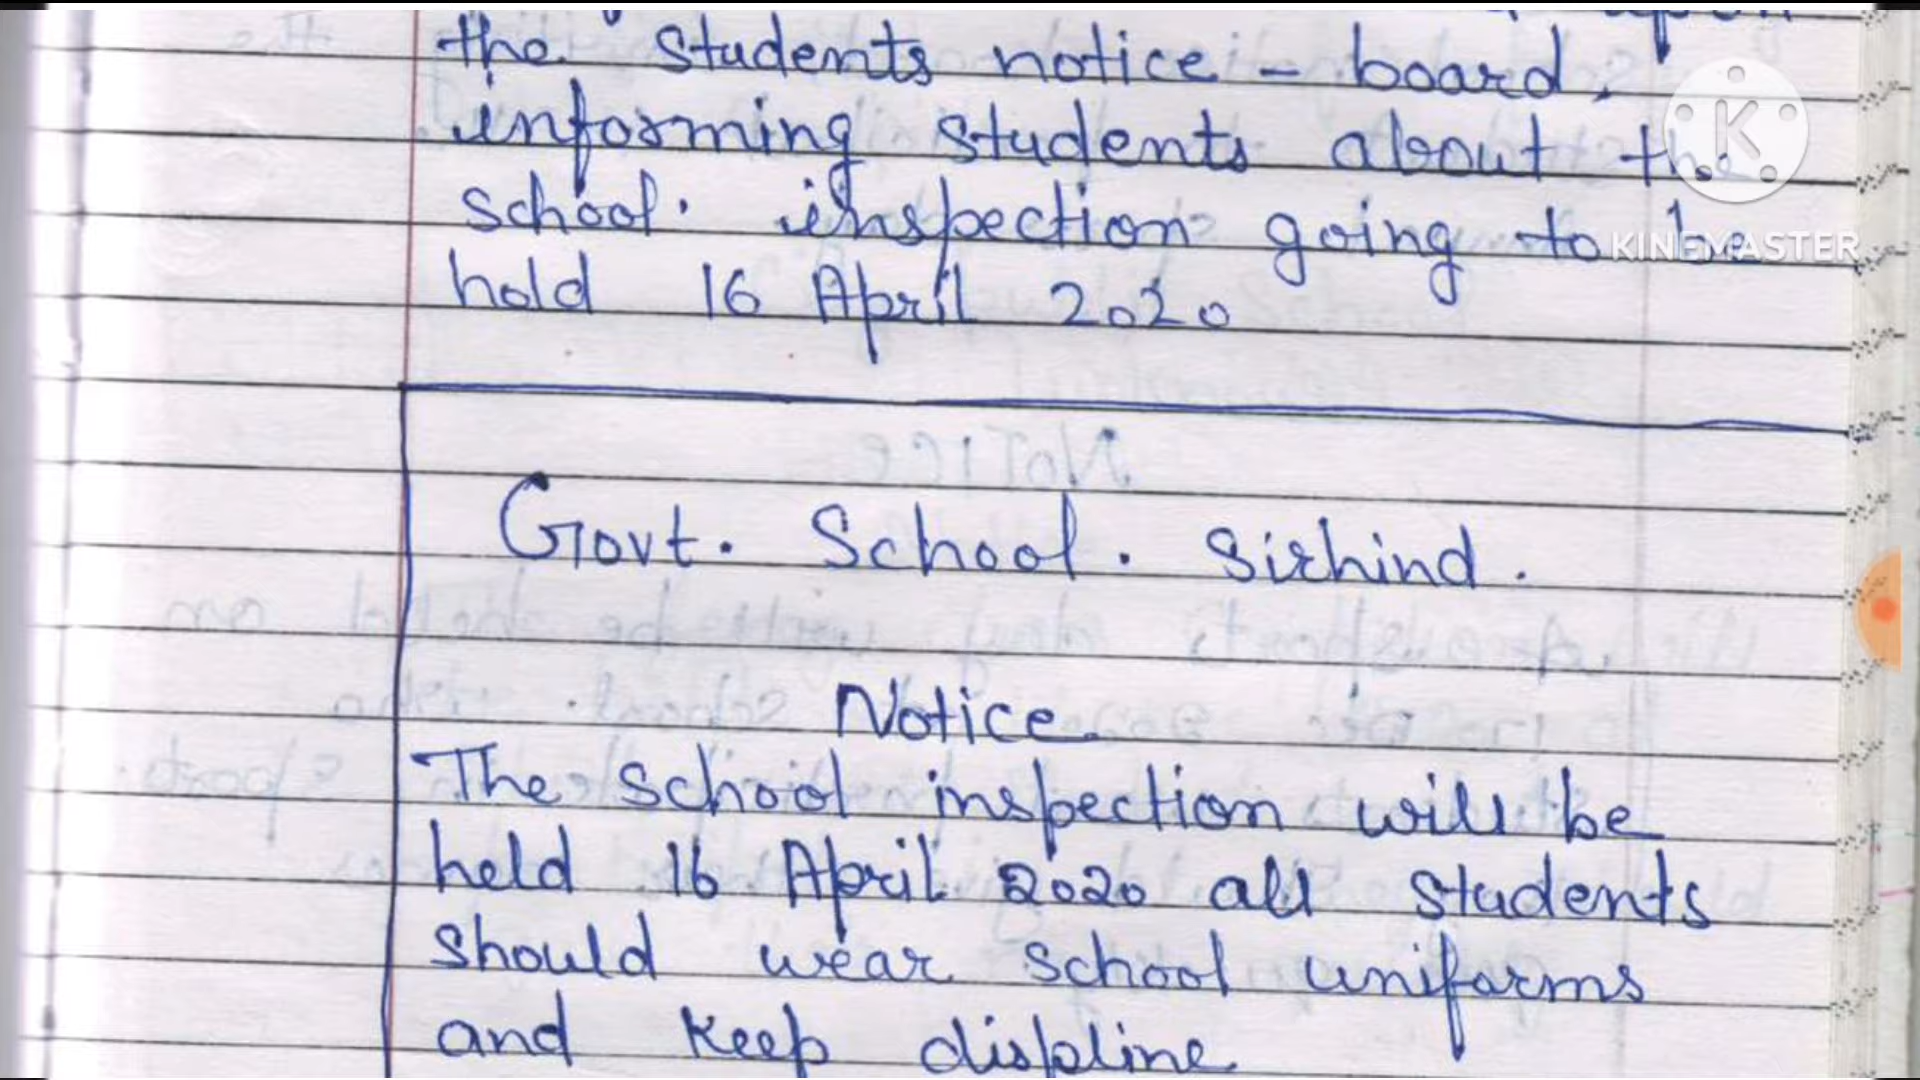 the students notice - board,
informing students about the
school. inspection going to be
hold 16 April 2020
K
KINEMASTER
Govt. School. Sirhind.
Notice
The school inspection will be
held 16 April 2020 all students
should wear school uniforms
and keep displine